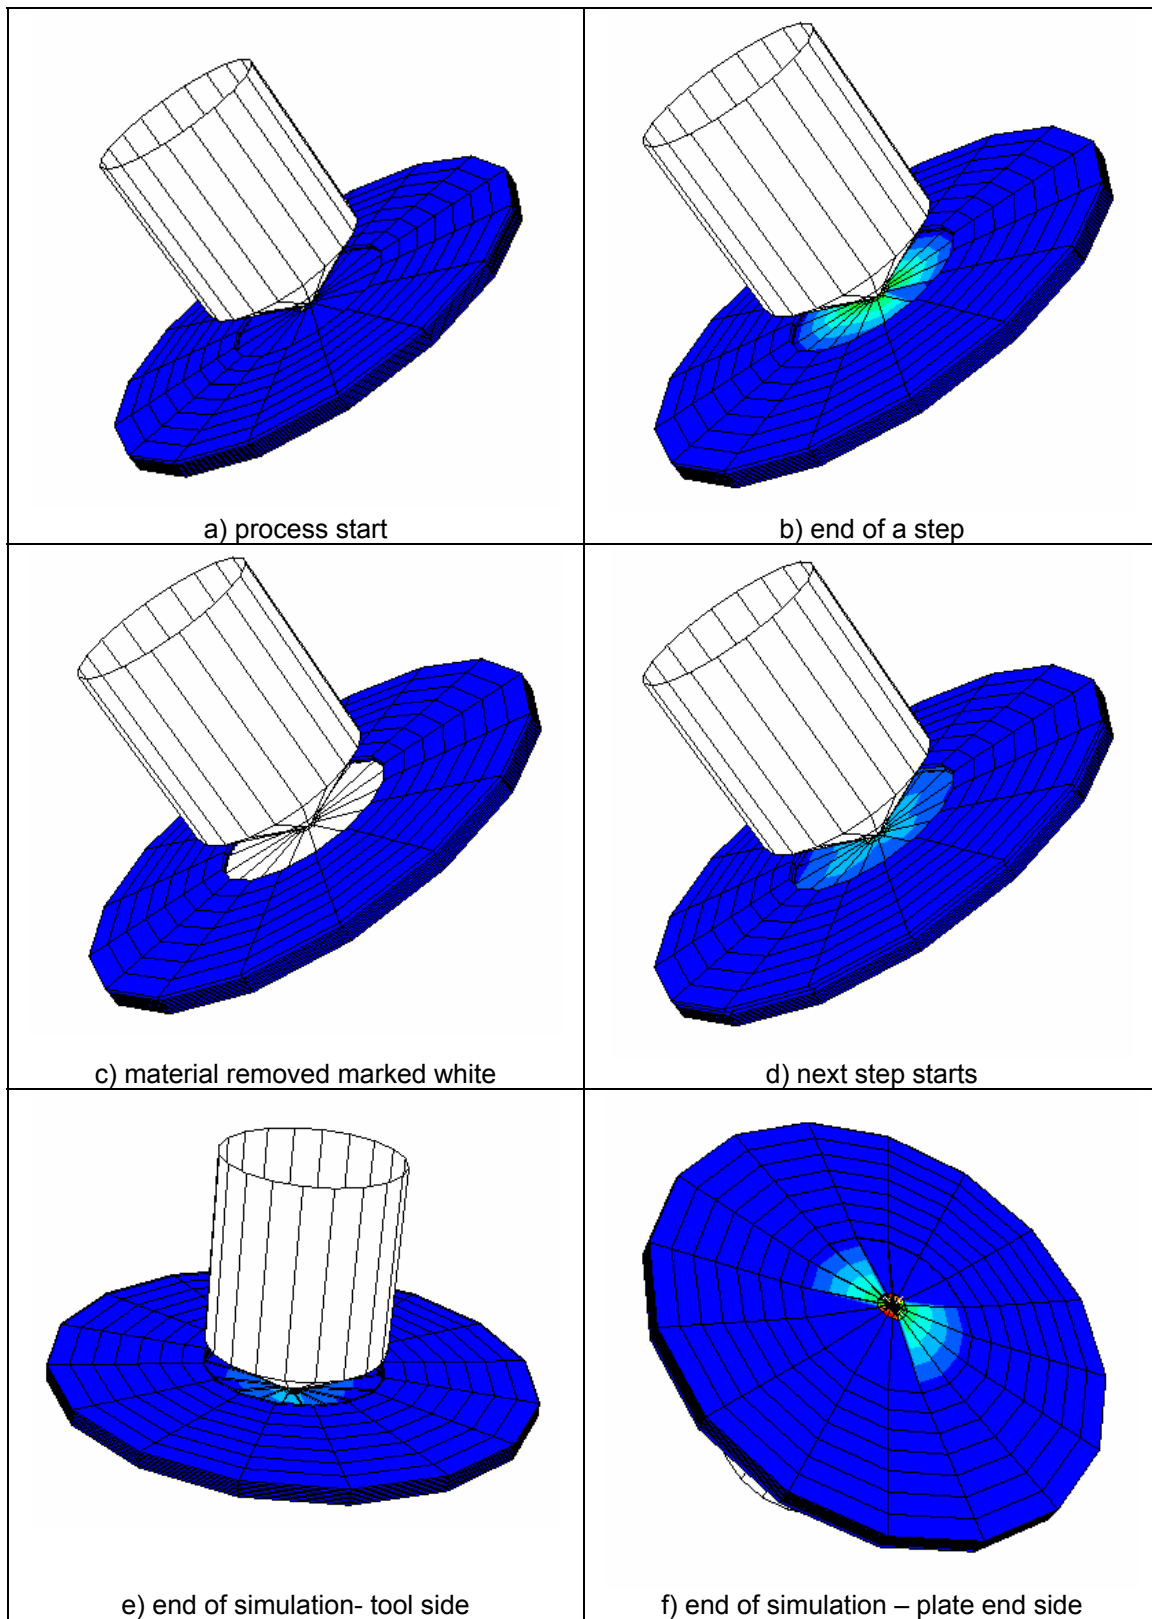 a) process start
b) end of a step
c) material removed marked white
d) next step starts
e) end of simulation- tool side
f) end of simulation – plate end side